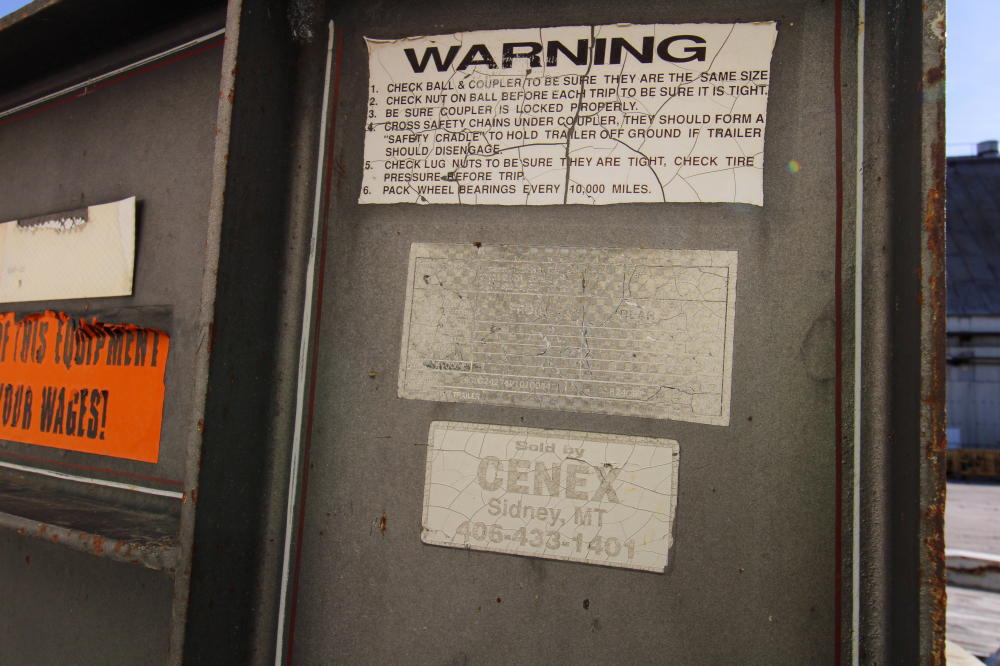 WARNING
1. CHECK BALL & COUPLER TO BE SURE THEY ARE THE SAME SIZE
2. CHECK NUT ON BALL BEFORE EACH TRIP TO BE SURE IT IS TIGHT.
3. BE SURE COUPLER IS LOCKED PROPERLY.
4. CROSS SAFETY CHAINS UNDER COUPLER, THEY SHOULD FORM A
"SAFETY CRADLE" TO HOLD TRAILER OFF GROUND IF TRAILER
SHOULD DISENGAGE.
5. CHECK LUG NUTS TO BE SURE THEY ARE TIGHT, CHECK TIRE
PRESSURE BEFORE TRIP.
6. PACK WHEEL BEARINGS EVERY 10,000 MILES.
OF THIS EQUIPMENT
YOUR WAGES!
FRONT REAR
TRAILER
Sold by
CENEX
Sidney, MT
406-433-1401